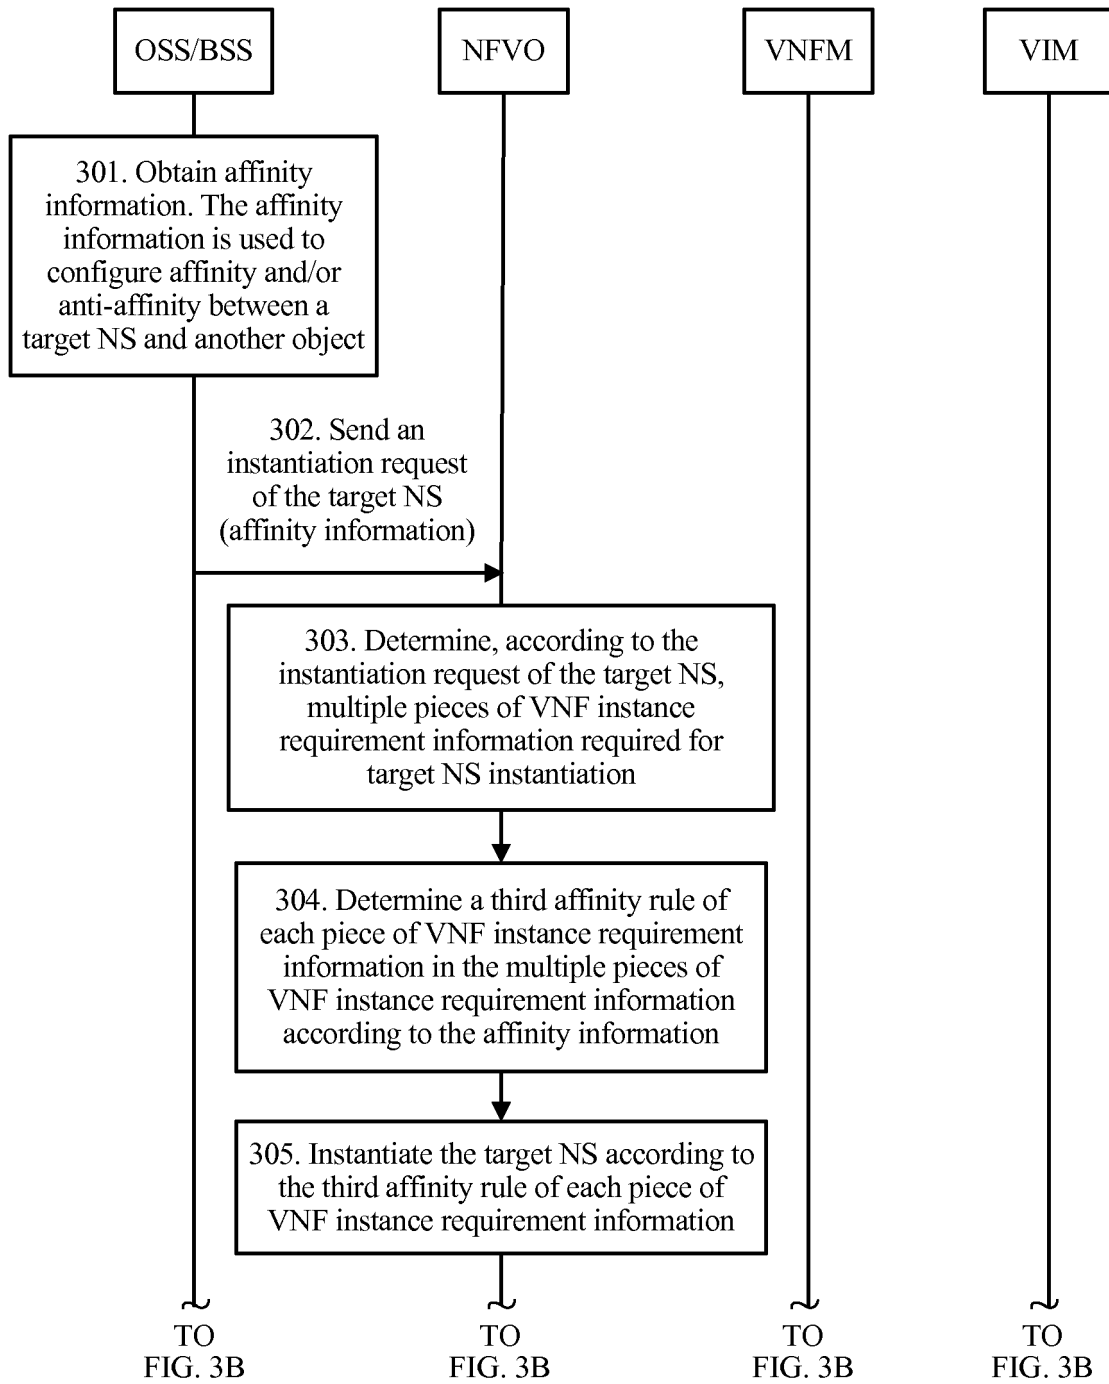 OSS/BSS
NFVO
VNFM
VIM
301. Obtain affinity
information. The affinity
information is used to
configure affinity and/or
anti-affinity between a
target NS and another object
302. Send an
instantiation request
of the target NS
(affinity information)
303. Determine, according to the
instantiation request of the target NS,
multiple pieces of VNF instance
requirement information required for
target NS instantiation
304. Determine a third affinity rule of
each piece of VNF instance requirement
information in the multiple pieces of
VNF instance requirement information
according to the affinity information
305. Instantiate the target NS according to
the third affinity rule of each piece of
VNF instance requirement information
TO
FIG. 3B
TO
FIG. 3B
TO
FIG. 3B
TO
FIG. 3B